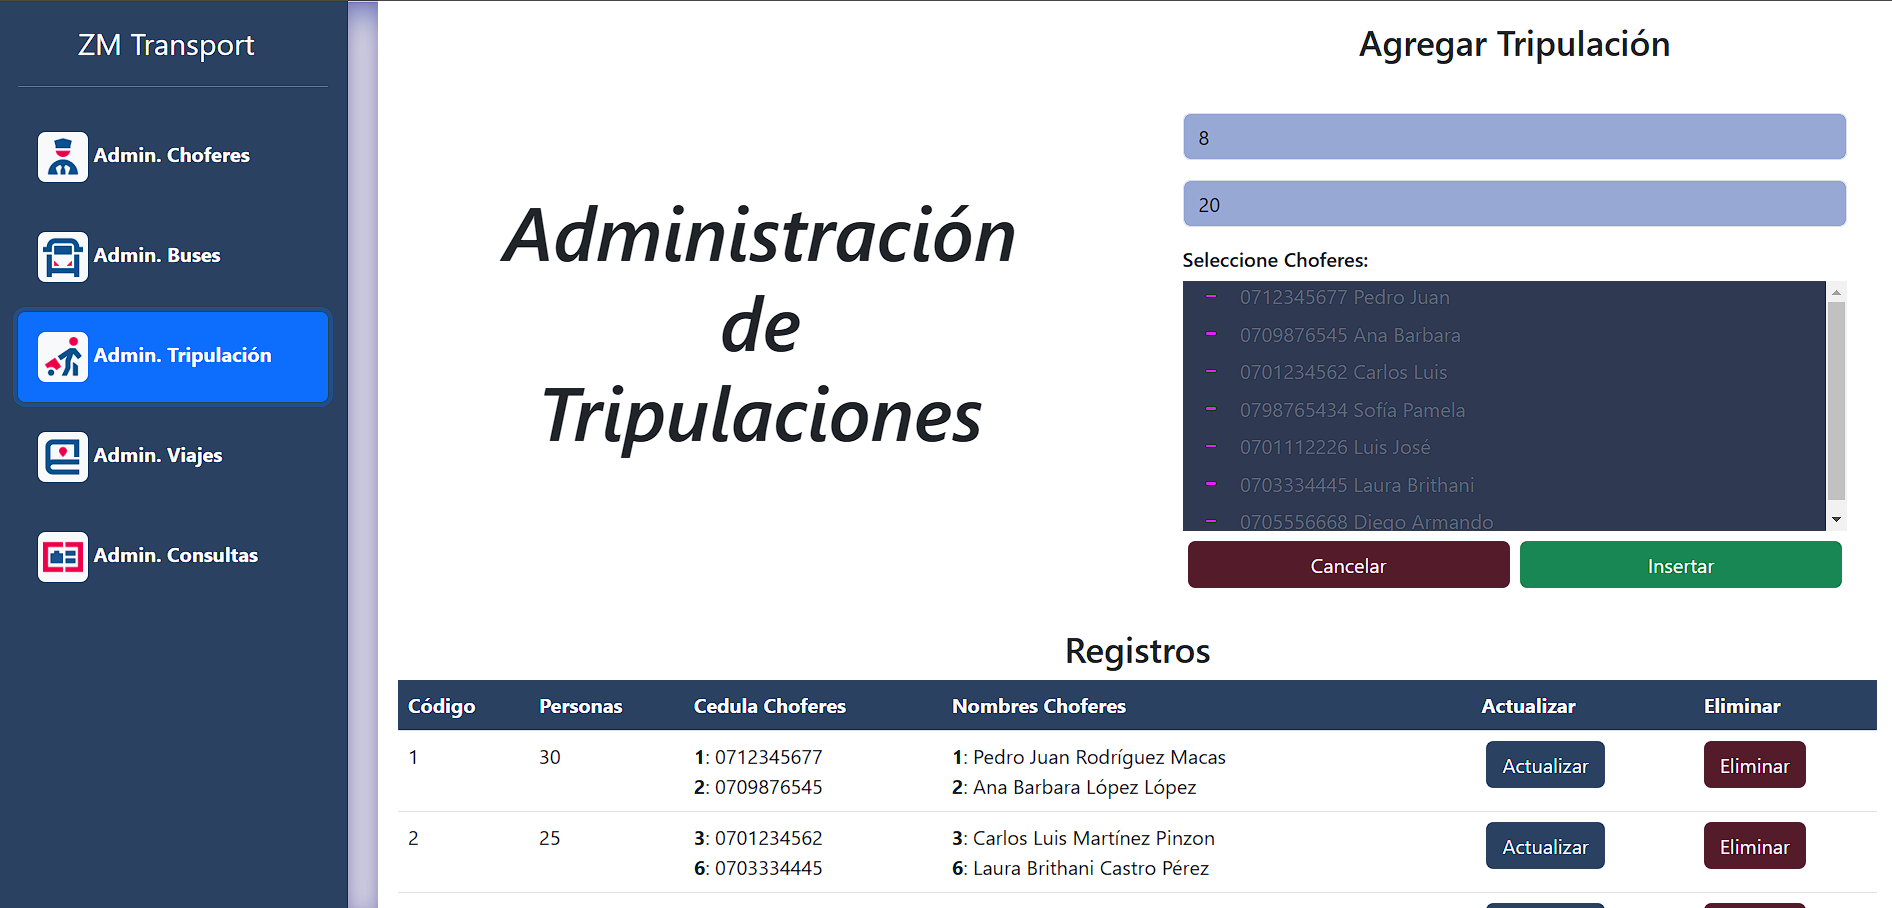 ZM Transport
Admin. Choferes
Admin. Buses
Admin. Tripulación
Admin. Viajes
Admin. Consultas
Administración
de
Tripulaciones
Agregar Tripulación
8
20
Seleccione Choferes:
0712345677 Pedro Juan
0709876545 Ana Barbara
0701234562 Carlos Luis
0798765434 Sofía Pamela
0701112226 Luis José
0703334445 Laura Brithani
0705556668 Diego Armando
Cancelar Insertar
Registros
Código Personas Cedula Choferes Nombres Choferes Actualizar Eliminar
1 30 1: 0712345677 1: Pedro Juan Rodríguez Macas Actualizar Eliminar
2: 0709876545 2: Ana Barbara López López
2 25 3: 0701234562 3: Carlos Luis Martínez Pinzon Actualizar Eliminar
6: 0703334445 6: Laura Brithani Castro Pérez